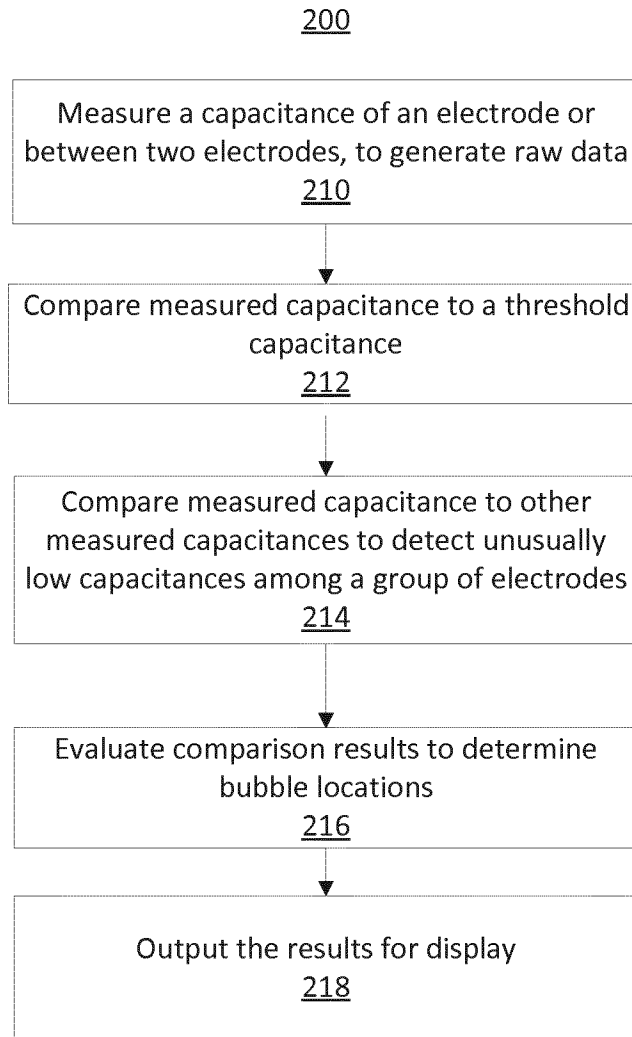 200
Measure a capacitance of an electrode or
between two electrodes, to generate raw data
210
Compare measured capacitance to a threshold
capacitance
212
Compare measured capacitance to other
measured capacitances to detect unusually
low capacitances among a group of electrodes
214
Evaluate comparison results to determine
bubble locations
216
Output the results for display
218